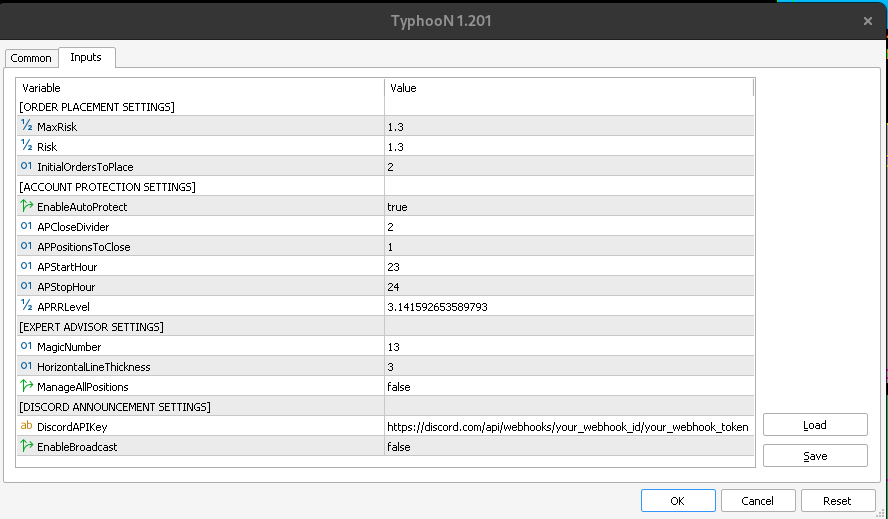 TyphooN 1.201
Common Inputs
Variable Value
[ORDER PLACEMENT SETTINGS]
½ MaxRisk 1.3
½ Risk 1.3
01 InitialOrdersToPlace 2
[ACCOUNT PROTECTION SETTINGS]
EnableAutoProtect true
01 APCloseDivider 2
01 APPositionsToClose 1
01 APStartHour 23
01 APStopHour 24
½ APRRLevel 3.141592653589793
[EXPERT ADVISOR SETTINGS]
01 MagicNumber 13
01 HorizontalLineThickness 3
ManageAllPositions false
[DISCORD ANNOUNCEMENT SETTINGS]
ab DiscordAPIKey https://discord.com/api/webhooks/your_webhook_id/your_webhook_token
EnableBroadcast false
Load
Save
OK Cancel Reset